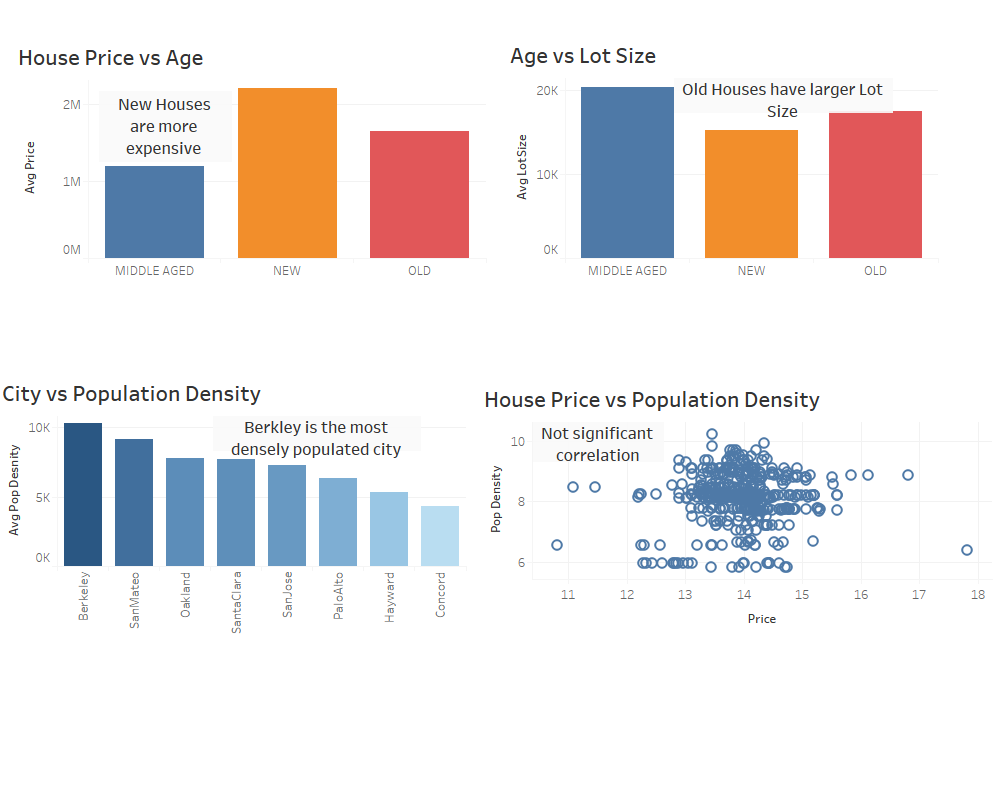 House Price vs Age
New Houses
are more
expensive
2M
1M
0M
Avg Price
MIDDLE AGED
NEW
OLD
Age vs Lot Size
Old Houses have larger Lot
Size
20K
10K
0K
Avg LotSize
MIDDLE AGED
NEW
OLD
City vs Population Density
Berkley is the most
densely populated city
10K
5K
0K
Avg Pop Desnity
Berkeley
SanMateo
Oakland
SantaClara
SanJose
PaloAlto
Hayward
Concord
House Price vs Population Density
Not significant
correlation
10
8
6
Pop Density
11
12
13
14
15
16
17
18
Price